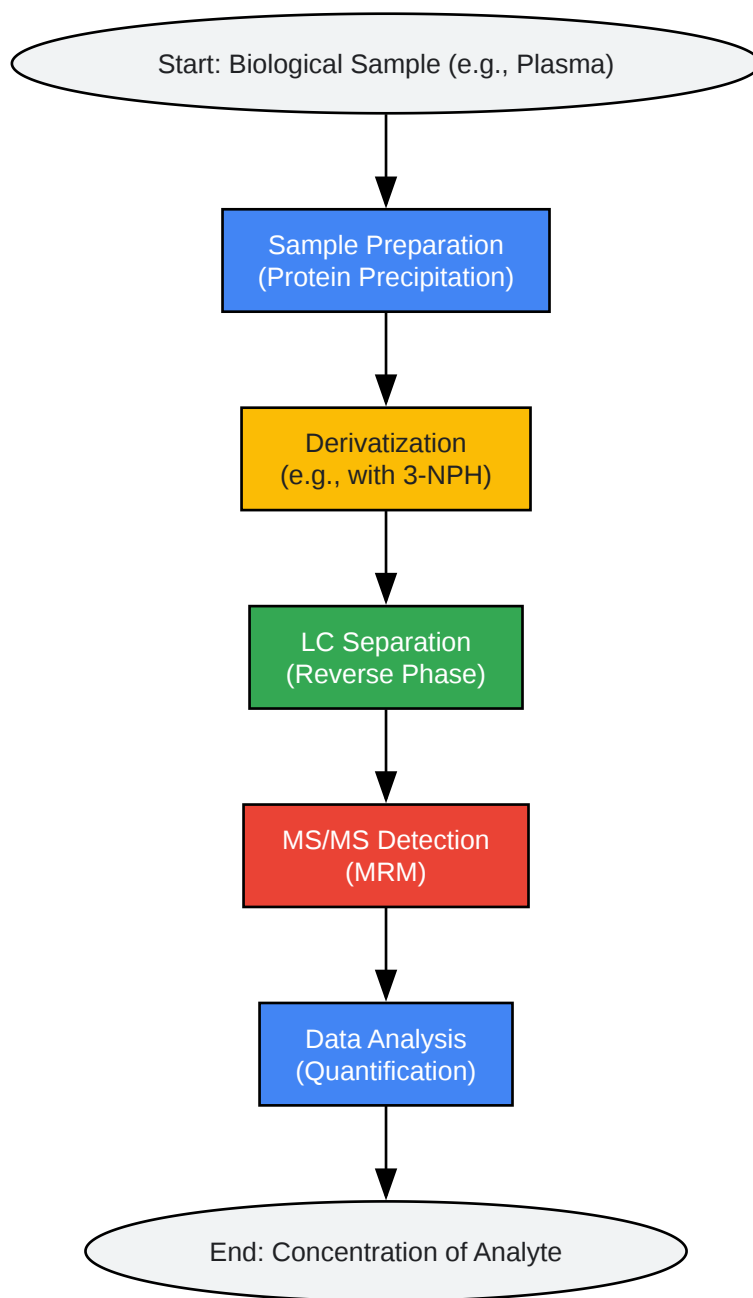 Start: Biological Sample (e.g., Plasma)
Sample Preparation
(Protein Precipitation)
Derivatization
(e.g., with 3-NPH)
LC Separation
(Reverse Phase)
MS/MS Detection
(MRM)
Data Analysis
(Quantification)
End: Concentration of Analyte